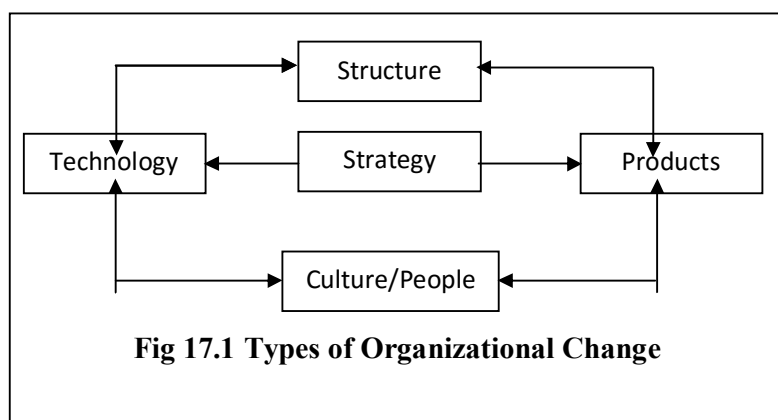 Structure
Technology
Strategy
Products
Culture/People
Fig 17.1 Types of Organizational Change